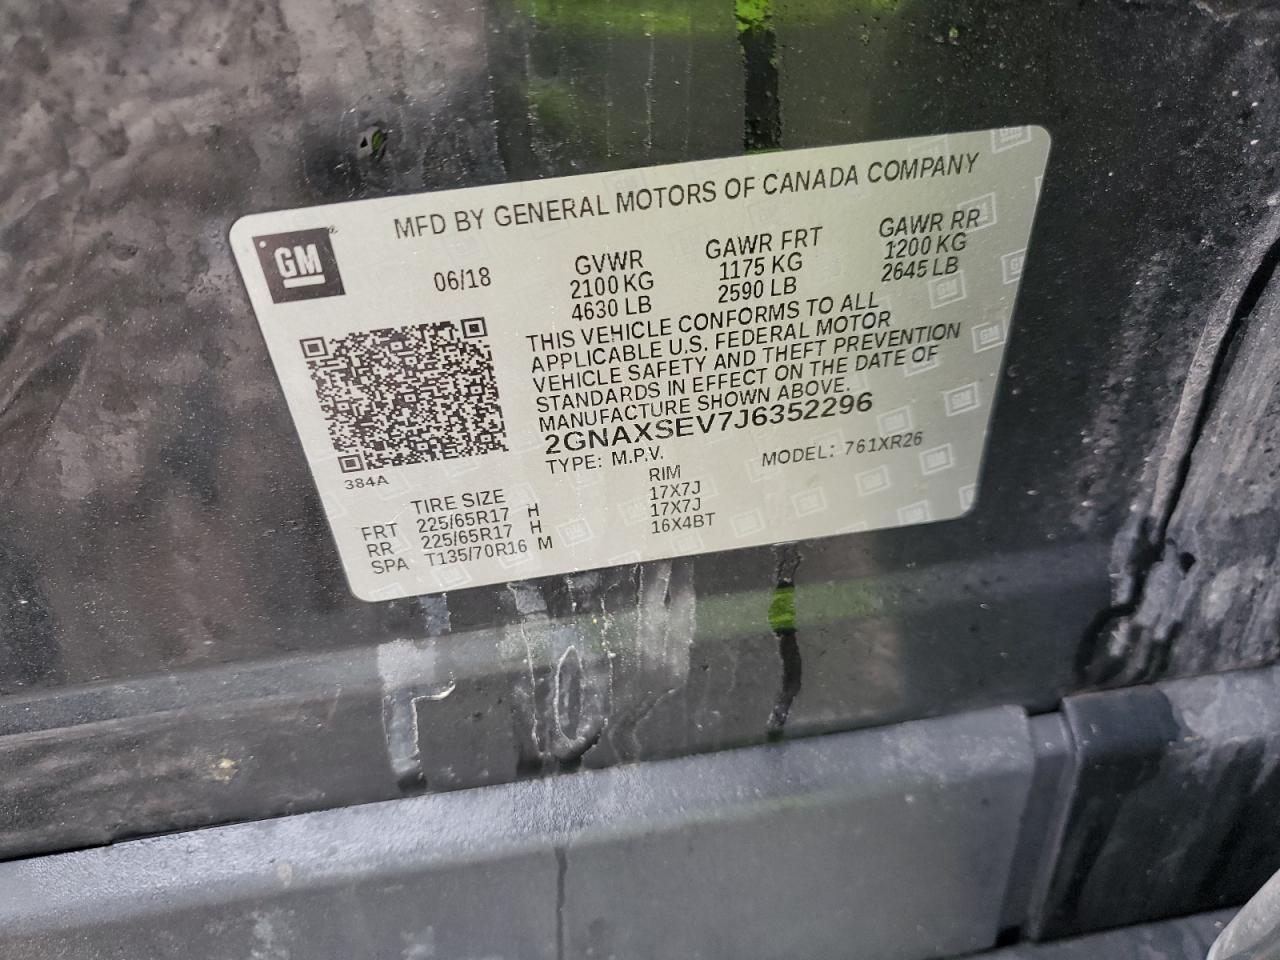 MFD BY GENERAL MOTORS OF CANADA COMPANY
GM
06/18
GVWR
2100 KG
4630 LB
GAWR FRT
1175 KG
2590 LB
GAWR RR
1200 KG
2645 LB
THIS VEHICLE CONFORMS TO ALL
APPLICABLE U.S. FEDERAL MOTOR
VEHICLE SAFETY AND THEFT PREVENTION
STANDARDS IN EFFECT ON THE DATE OF
MANUFACTURE SHOWN ABOVE.
2GNAXSEV7J6352296
TYPE: M.P.V. MODEL: 761XR26
384A
TIRE SIZE RIM
FRT 225/65R17 H 17X7J
RR 225/65R17 H 17X7J
SPA T135/70R16 M 16X4BT